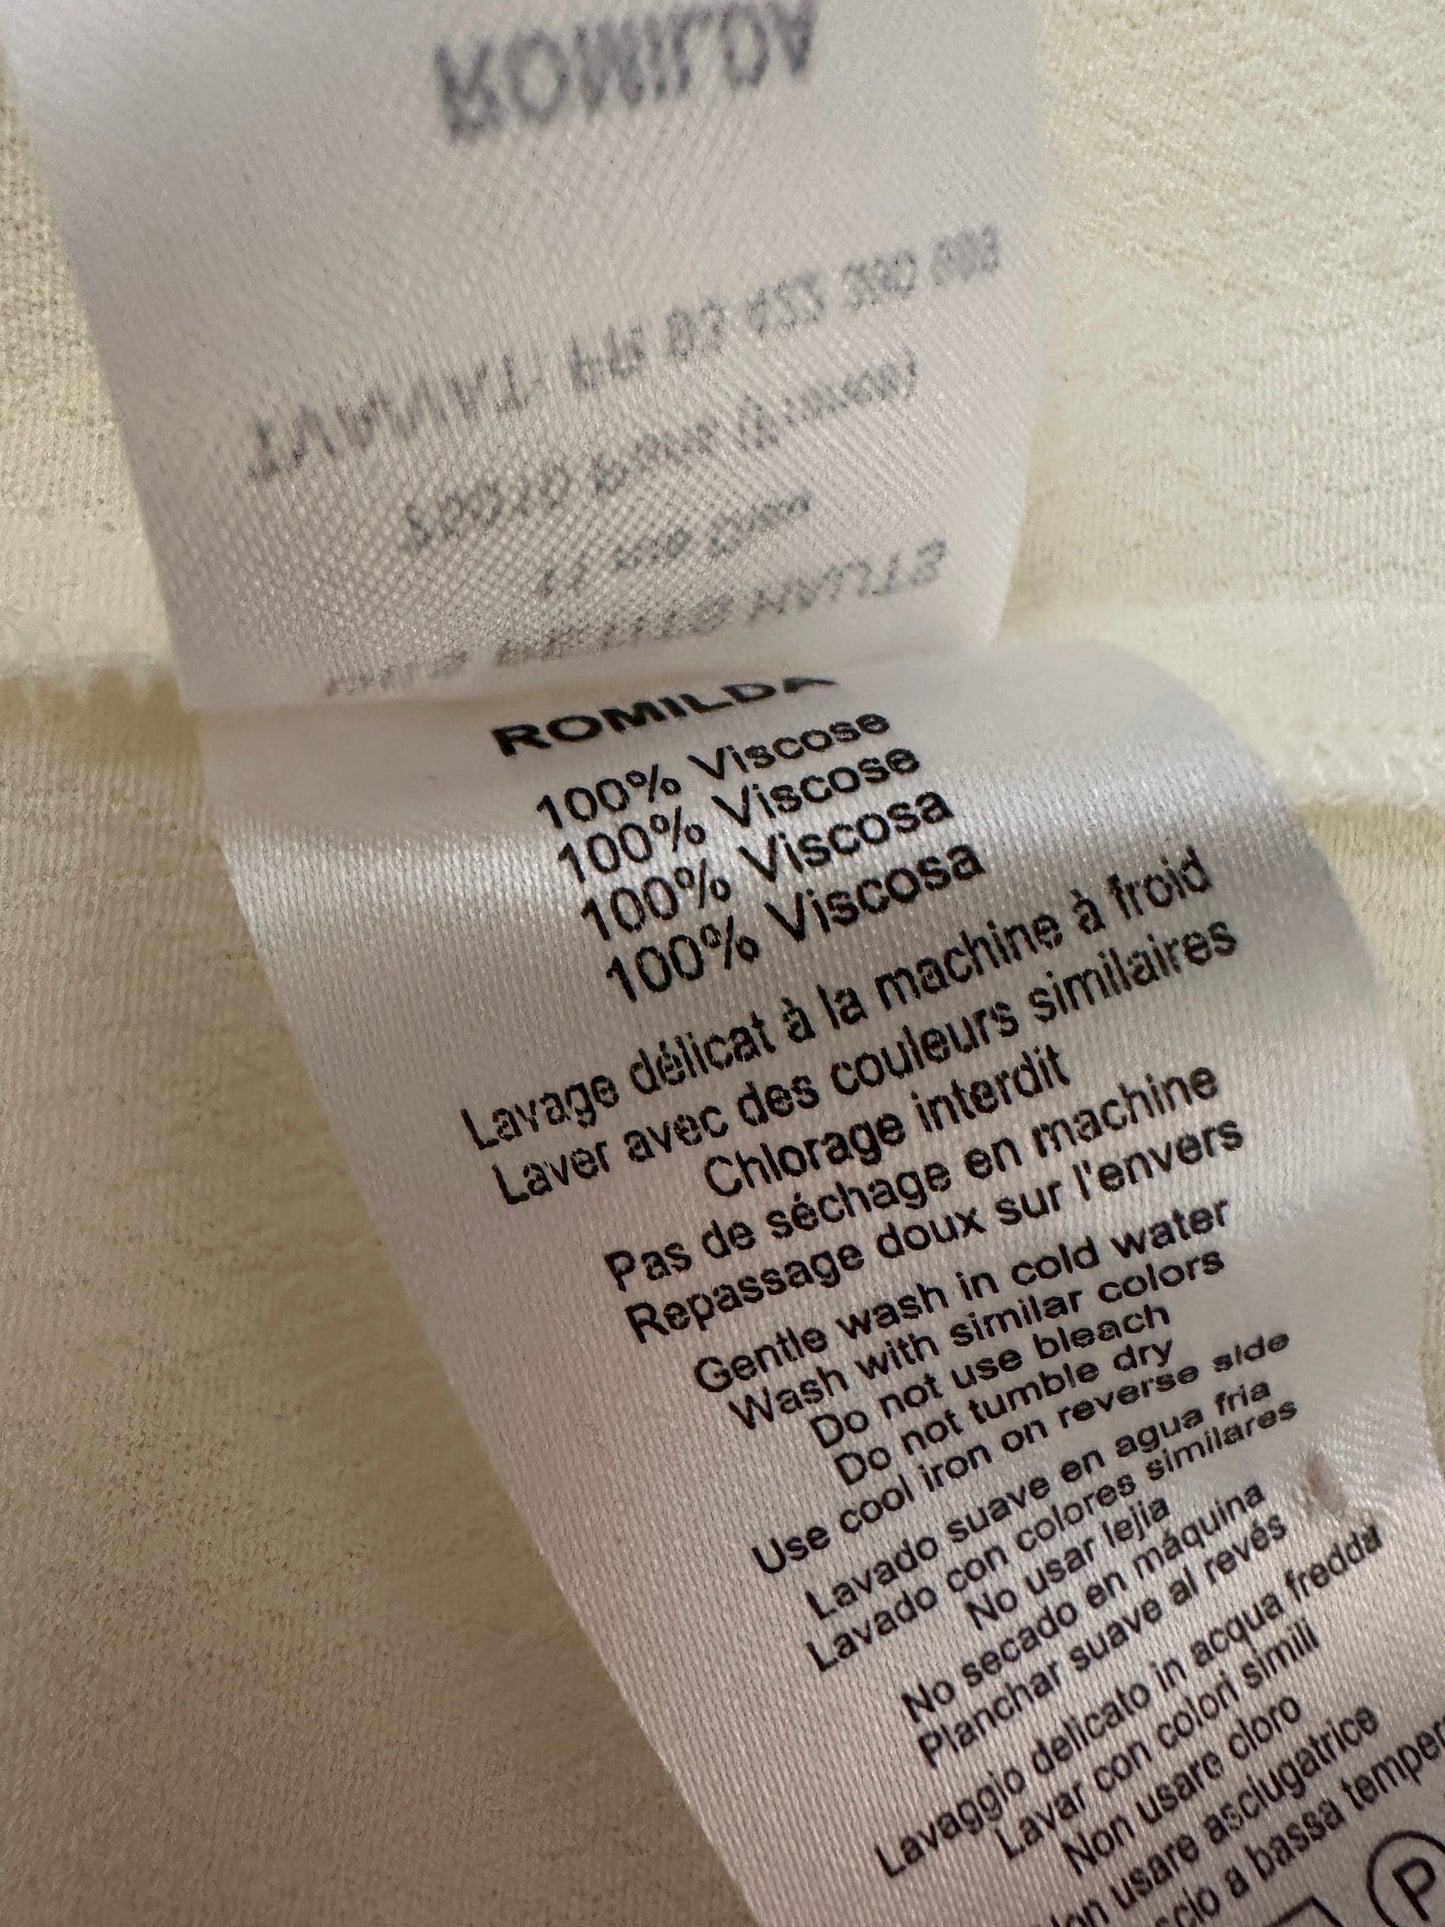 ROMILDA
ROMILDA
100% Viscose
100% Viscose
100% Viscosa
100% Viscosa
Lavage délicat à la machine à froid
Laver avec des couleurs similaires
Chlorage interdit
Pas de séchage en machine
Repassage doux sur l'envers
Gentle wash in cold water
Wash with similar colors
Do not use bleach
Do not tumble dry
Use cool iron on reverse side
Lavado suave en agua fria
Lavado con colores similares
No usar lejia
No secado en máquina
Planchar suave al revés
Lavaggio delicato in acqua fredda
Lavar con colori simili
Non usare cloro
usare asciugatrice
a bassa
P